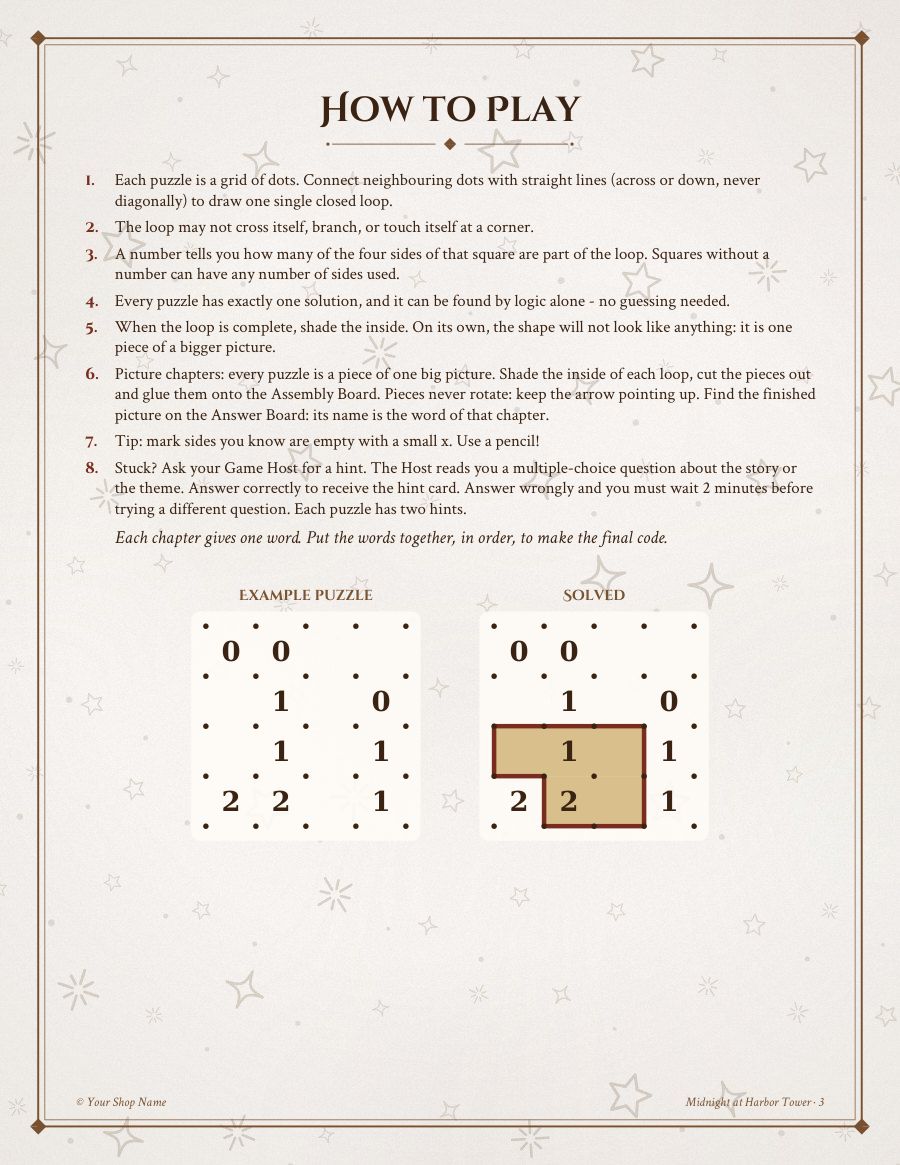 How to Play
1. Each puzzle is a grid of dots. Connect neighbouring dots with straight lines (across or down, never
diagonally) to draw one single closed loop.
2. The loop may not cross itself, branch, or touch itself at a corner.
3. A number tells you how many of the four sides of that square are part of the loop. Squares without a
number can have any number of sides used.
4. Every puzzle has exactly one solution, and it can be found by logic alone - no guessing needed.
5. When the loop is complete, shade the inside. On its own, the shape will not look like anything: it is one
piece of a bigger picture.
6. Picture chapters: every puzzle is a piece of one big picture. Shade the inside of each loop, cut the pieces out
and glue them onto the Assembly Board. Pieces never rotate: keep the arrow pointing up. Find the finished
picture on the Answer Board: its name is the word of that chapter.
7. Tip: mark sides you know are empty with a small x. Use a pencil!
8. Stuck? Ask your Game Host for a hint. The Host reads you a multiple-choice question about the story or
the theme. Answer correctly to receive the hint card. Answer wrongly and you must wait 2 minutes before
trying a different question. Each puzzle has two hints.
Each chapter gives one word. Put the words together, in order, to make the final code.
Example puzzle
0 0
1 0
1 1
2 2 1
Solved
0 0
1 0
1 1
2 2 1
© Your Shop Name
Midnight at Harbor Tower · 3